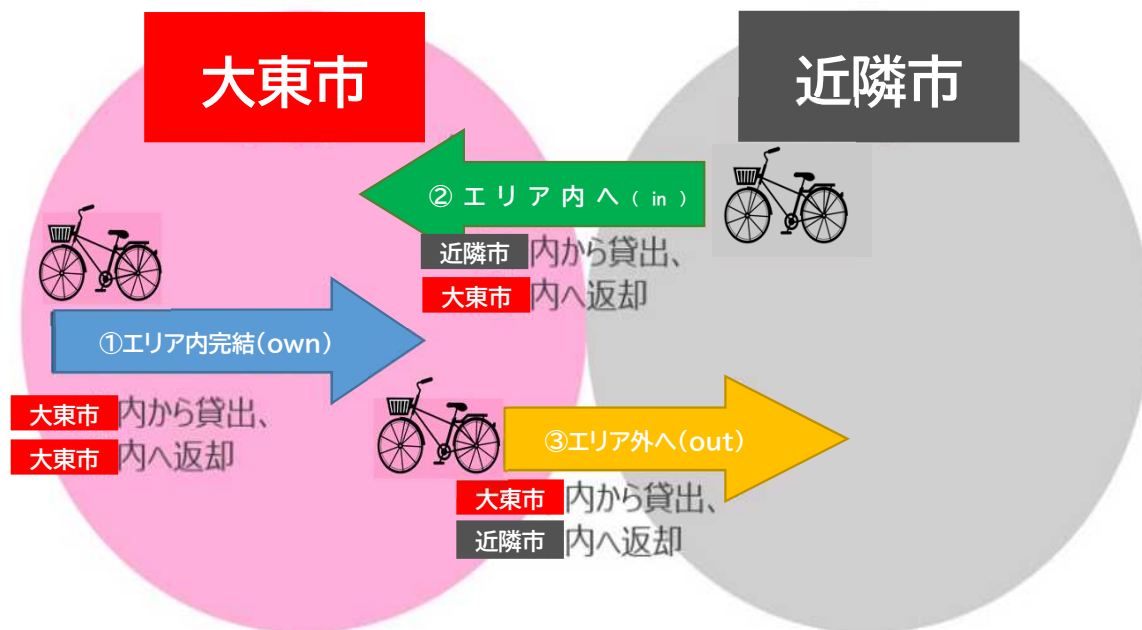 大東市
近隣市
②エリア内へ(in)
近隣市 内から貸出、
大東市 内へ返却
①エリア内完結(own)
大東市 内から貸出、
大東市 内へ返却
③エリア外へ(out)
大東市 内から貸出、
近隣市 内へ返却